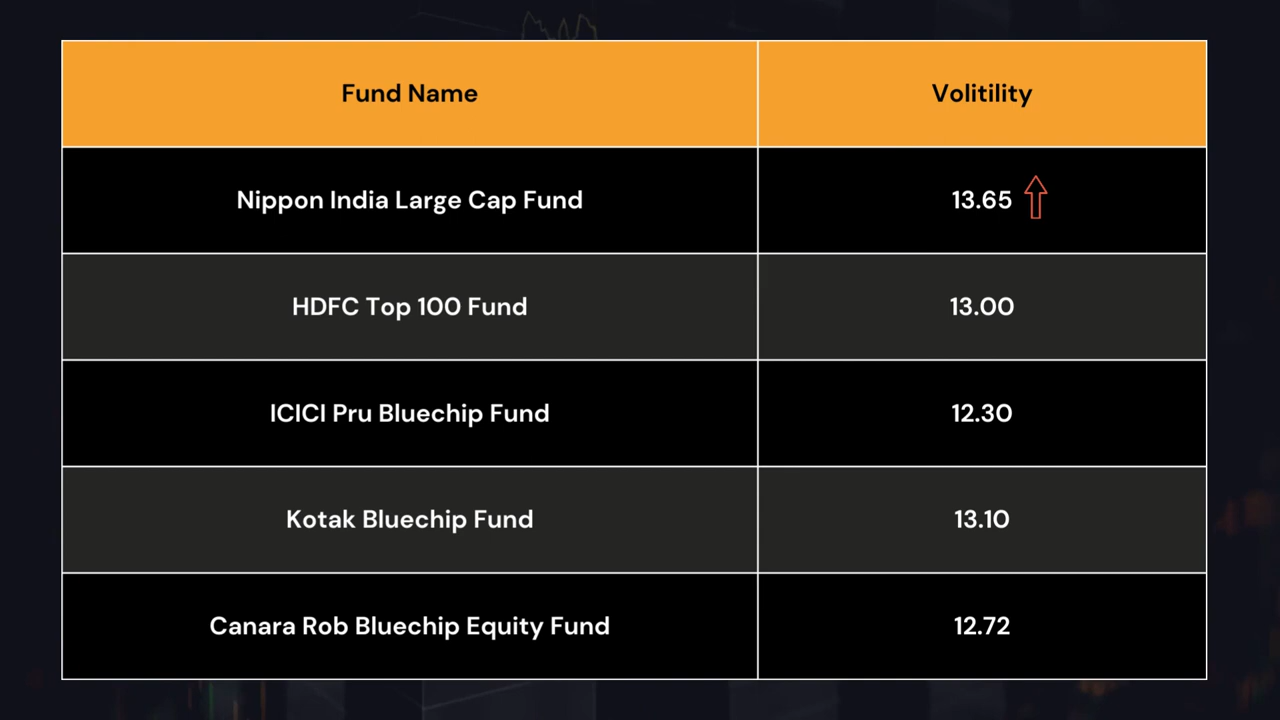 Fund Name
Volitility
Nippon India Large Cap Fund
13.65
HDFC Top 100 Fund
13.00
ICICI Pru Bluechip Fund
12.30
Kotak Bluechip Fund
13.10
Canara Rob Bluechip Equity Fund
12.72